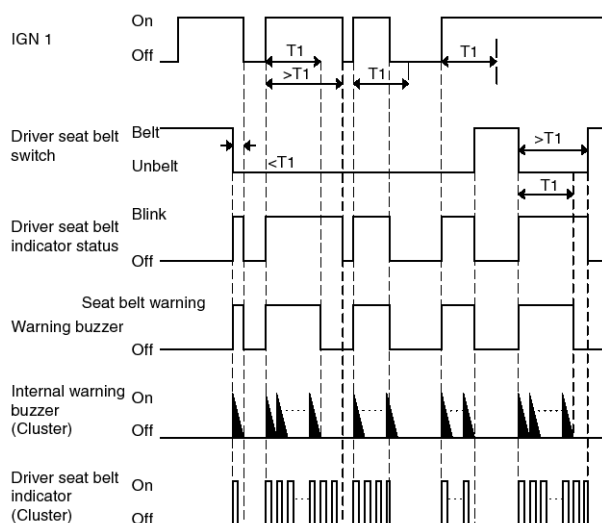 On
IGN 1
Off
T1
T1
>T1
T1
Driver seat belt
switch
Belt
Unbelt
<T1
>T1
T1
Driver seat belt
indicator status
Blink
Off
Seat belt warning
Warning buzzer
Off
Internal warning
buzzer
(Cluster)
On
Off
Driver seat belt
indicator
(Cluster)
On
Off